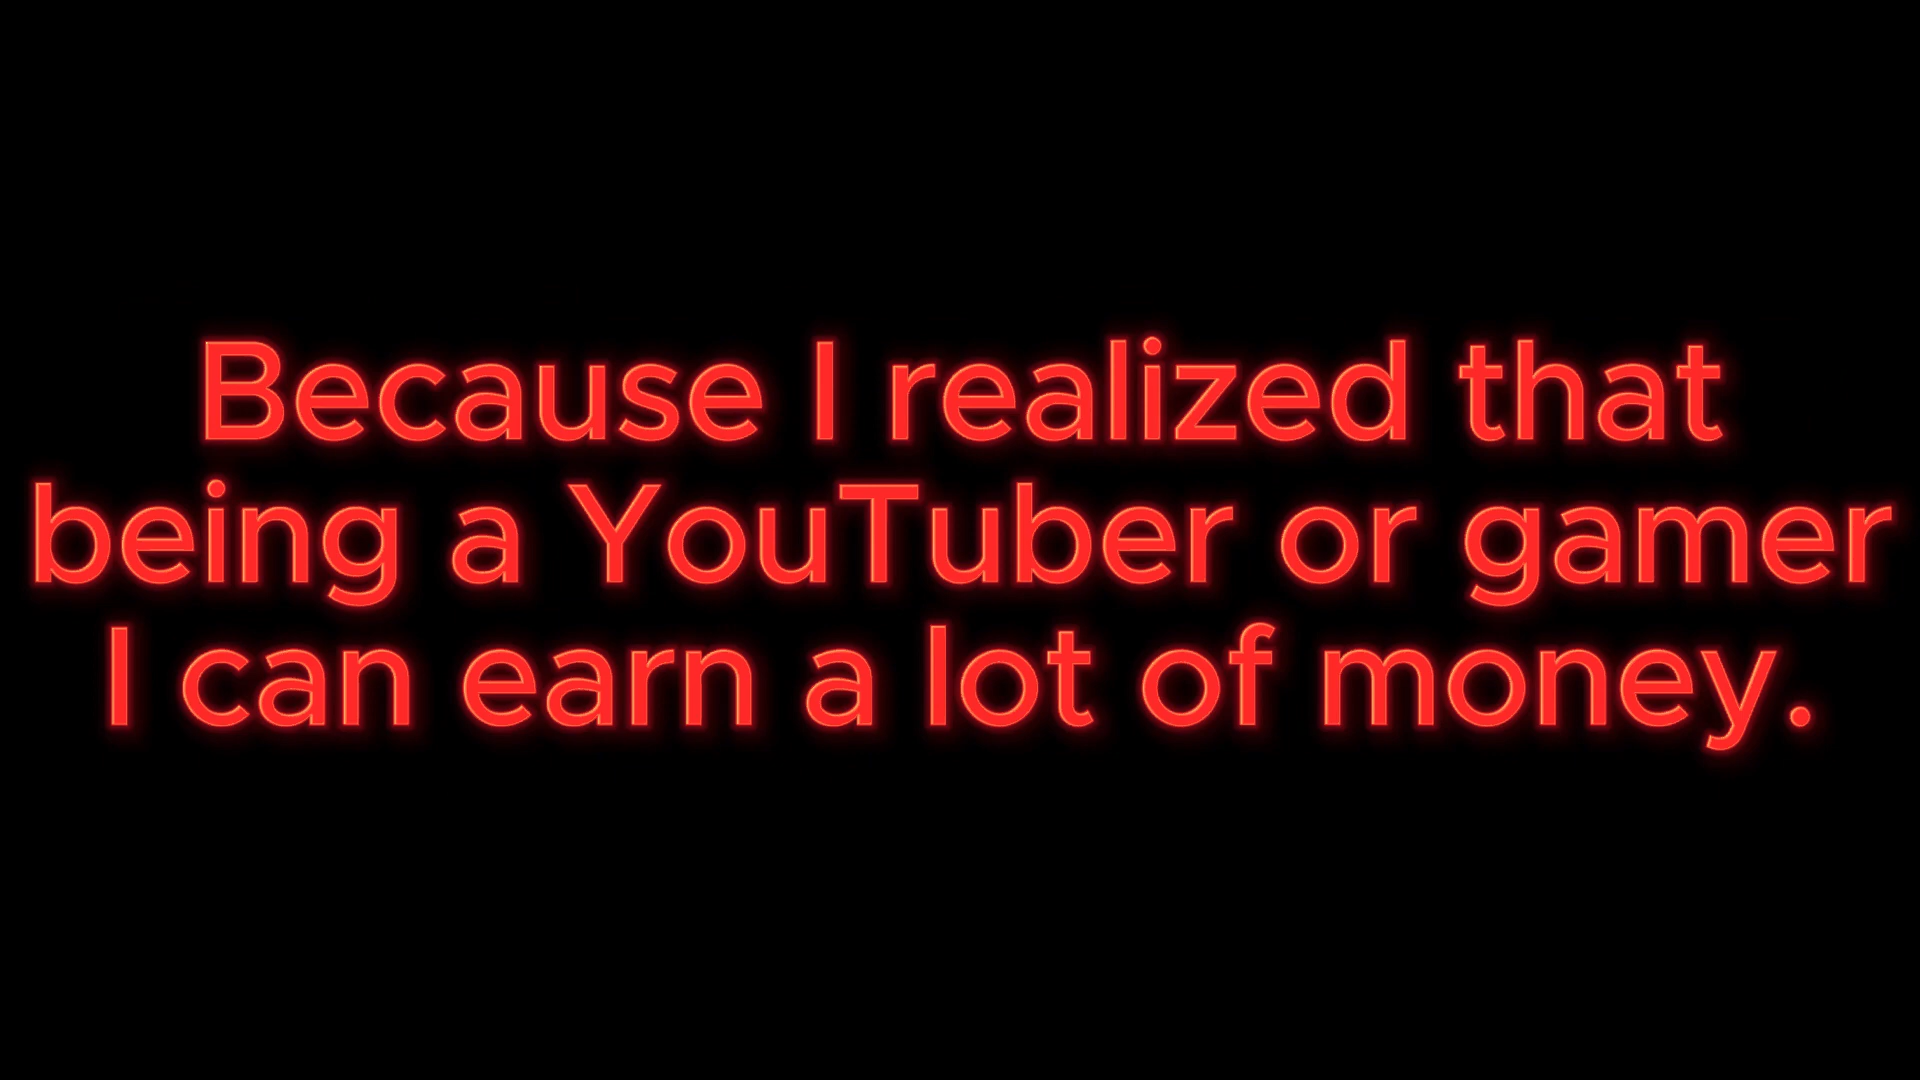 Because I realized that
being a YouTuber or gamer
I can earn a lot of money.